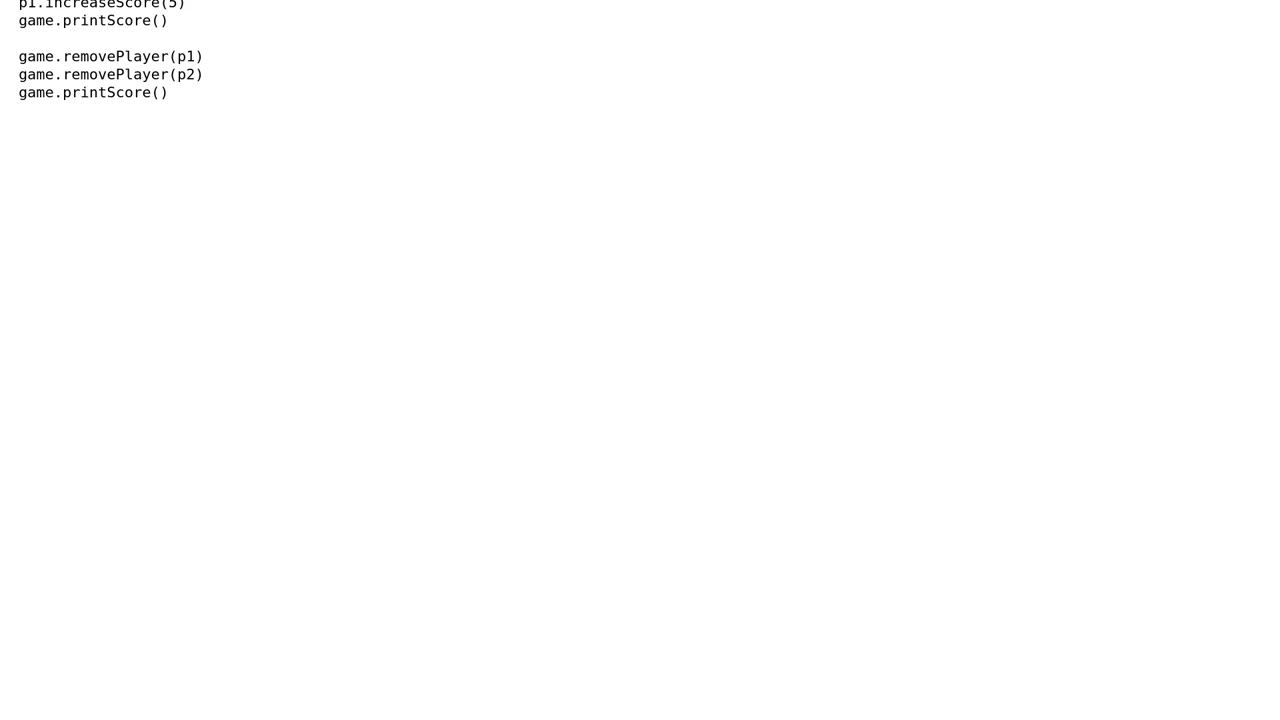 p1.increaseScore(5)
game.printScore()

game.removePlayer(p1)
game.removePlayer(p2)
game.printScore()